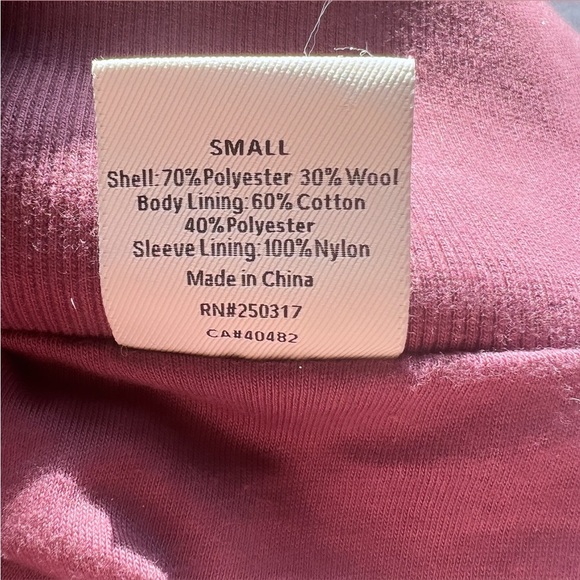 SMALL
Shell:70%Polyester 30%Wool
Body Lining:60%Cotton
40%Polyester
Sleeve Lining:100%Nylon
Made in China
RN#250317
CA#40482